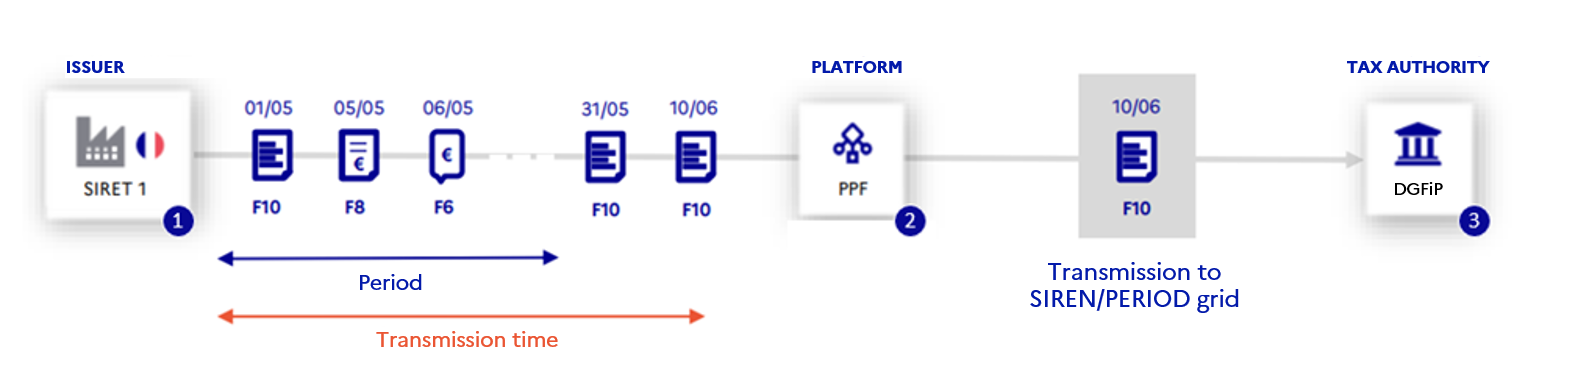 ISSUER
PLATFORM
TAX AUTHORITY
01/05
05/05
06/05
31/05
10/06
10/06
€
€
SIRET 1
PPF
DGFiP
F10
F8
F6
F10
F10
F10
1
2
3
Period
Transmission to
SIREN/PERIOD grid
Transmission time